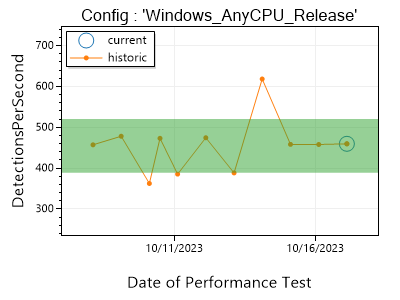 Config : 'Windows_AnyCPU_Release'
current
historic
DetectionsPerSecond
700
600
500
400
300
10/11/2023
10/16/2023
Date of Performance Test